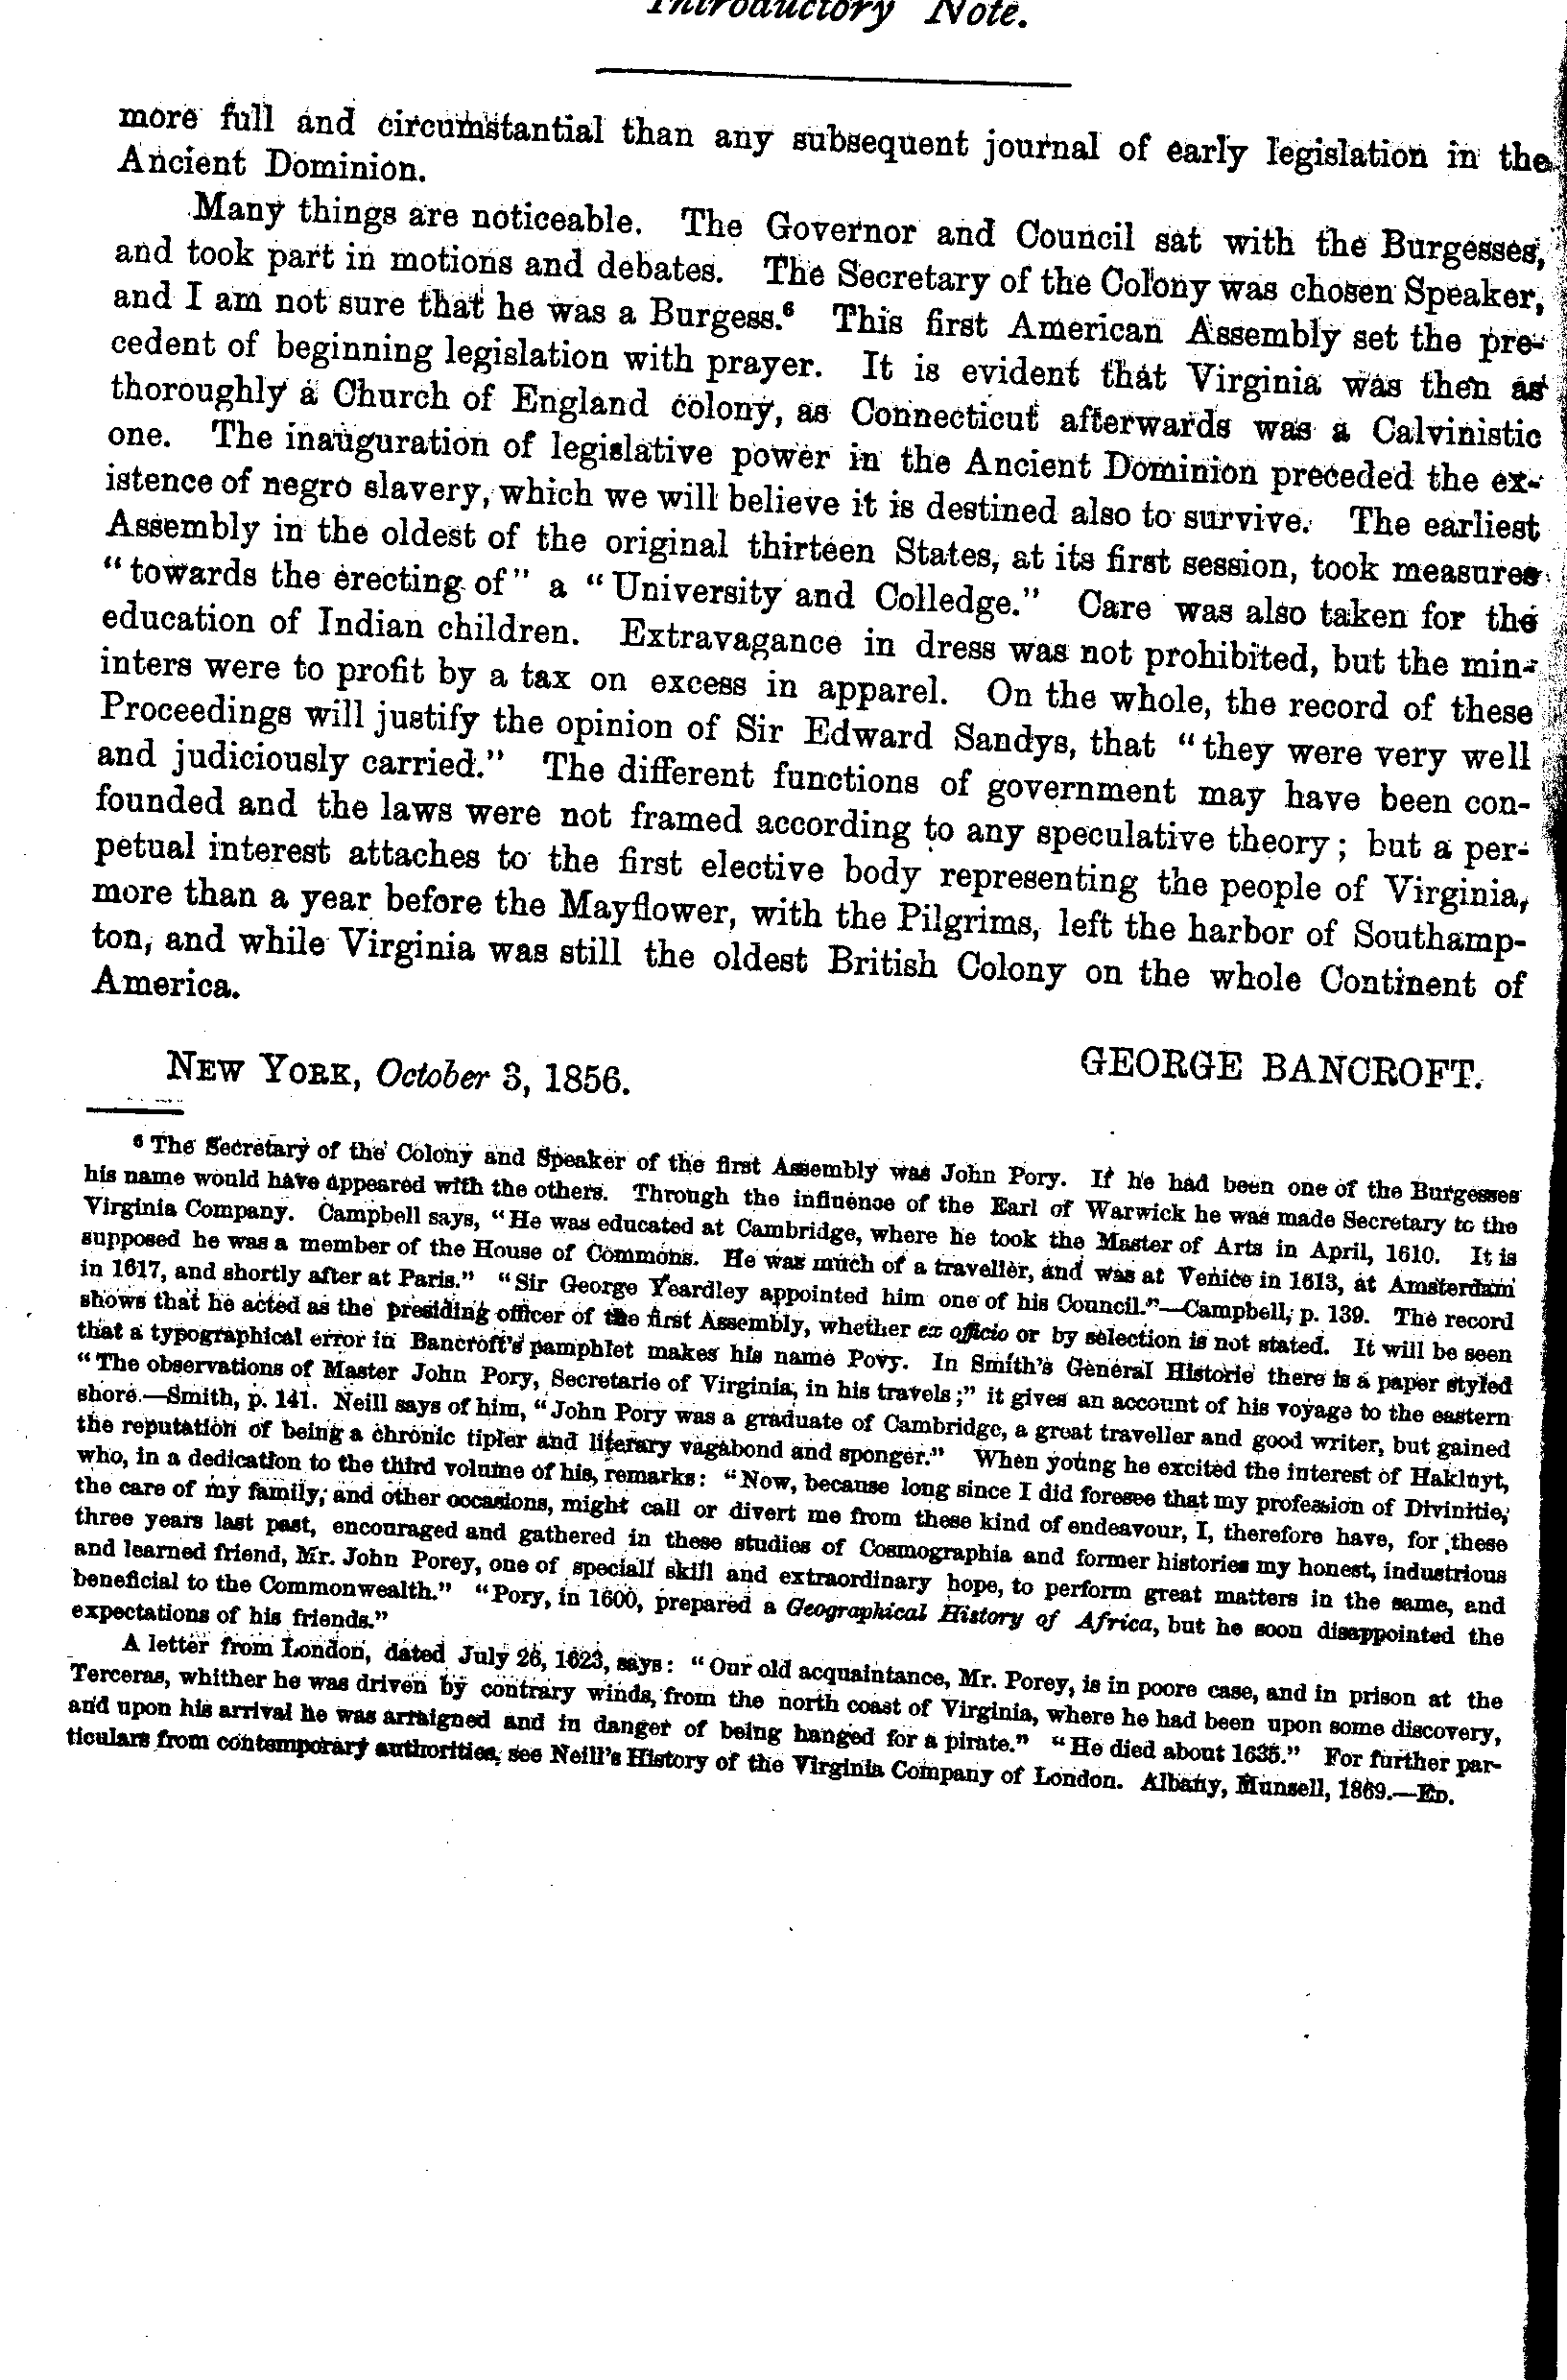 Introductory Note.
more full and circumstantial than any subsequent journal of early legislation in the
Ancient Dominion.
Many things are noticeable. The Governor and Council sat with the Burgesses,
and took part in motions and debates. The Secretary of the Colony was chosen Speaker,
and I am not sure that he was a Burgess.⁶ This first American Assembly set the pre-
cedent of beginning legislation with prayer. It is evident that Virginia was then as
thoroughly a Church of England colony, as Connecticut afterwards was a Calvinistic
one. The inauguration of legislative power in the Ancient Dominion preceded the ex-
istence of negro slavery, which we will believe it is destined also to survive. The earliest
Assembly in the oldest of the original thirteen States, at its first session, took measures
"towards the erecting of" a "University and Colledge." Care was also taken for the
education of Indian children. Extravagance in dress was not prohibited, but the min-
inters were to profit by a tax on excess in apparel. On the whole, the record of these
Proceedings will justify the opinion of Sir Edward Sandys, that "they were very well
and judiciously carried." The different functions of government may have been con-
founded and the laws were not framed according to any speculative theory; but a per-
petual interest attaches to the first elective body representing the people of Virginia,
more than a year before the Mayflower, with the Pilgrims, left the harbor of Southamp-
ton, and while Virginia was still the oldest British Colony on the whole Continent of
America.
GEORGE BANCROFT.
NEW YORK, October 3, 1856.
⁶ The Secretary of the Colony and Speaker of the first Assembly was John Pory. If he had been one of the Burgesses
his name would have appeared with the others. Through the influence of the Earl of Warwick he was made Secretary to the
Virginia Company. Campbell says, "He was educated at Cambridge, where he took the Master of Arts in April, 1610. It is
supposed he was a member of the House of Commons. He was much of a traveller, and was at Venice in 1613, at Amsterdam
in 1617, and shortly after at Paris." "Sir George Yeardley appointed him one of his Council."—Campbell, p. 139. The record
shows that he acted as the presiding officer of the first Assembly, whether ex officio or by selection is not stated. It will be seen
that a typographical error in Bancroft's pamphlet makes his name Povy. In Smith's General Historie there is a paper styled
"The observations of Master John Pory, Secretarie of Virginia, in his travels;" it gives an account of his voyage to the eastern
shore.—Smith, p. 141. Neill says of him, "John Pory was a graduate of Cambridge, a great traveller and good writer, but gained
the reputation of being a chronic tipler and literary vagabond and sponger." When young he excited the interest of Hakluyt,
who, in a dedication to the third volume of his, remarks: "Now, because long since I did foresee that my profession of Divinitie,
the care of my family, and other occasions, might call or divert me from these kind of endeavour, I, therefore have, for these
three years last past, encouraged and gathered in these studies of Cosmographia and former histories my honest, industrious
and learned friend, Mr. John Porey, one of speciall skill and extraordinary hope, to perform great matters in the same, and
beneficial to the Commonwealth." "Pory, in 1600, prepared a Geographical History of Africa, but he soon disappointed the
expectations of his friends."
A letter from London, dated July 26, 1623, says: "Our old acquaintance, Mr. Porey, is in poore case, and in prison at the
Terceras, whither he was driven by contrary winds, from the north coast of Virginia, where he had been upon some discovery,
and upon his arrival he was arraigned and in danger of being hanged for a pirate." "He died about 1635." For further par-
ticulars from contemporary authorities, see Neill's History of the Virginia Company of London. Albany, Munsell, 1869.—ED.